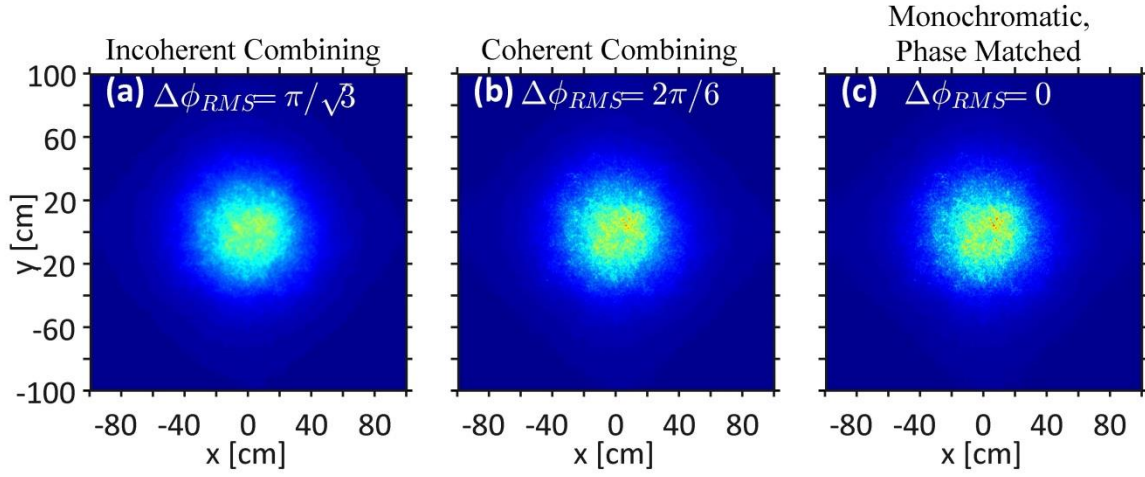 Incoherent Combining
Coherent Combining
Monochromatic,
Phase Matched
(a) Δϕ_RMS= π/√3
(b) Δϕ_RMS= 2π/6
(c) Δϕ_RMS= 0
100
60
20
-20
-60
-100
y [cm]
-80 -40 0 40 80
x [cm]
-80 -40 0 40 80
x [cm]
-80 -40 0 40 80
x [cm]